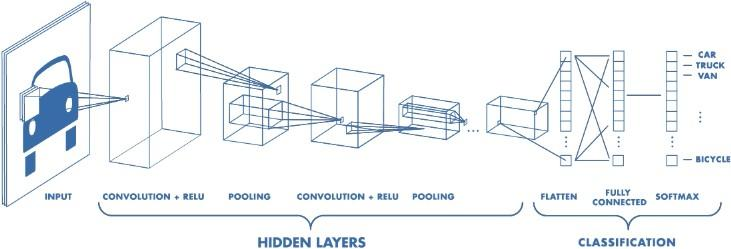 CAR
TRUCK
VAN
BICYCLE
INPUT
CONVOLUTION + RELU
POOLING
CONVOLUTION + RELU
POOLING
FLATTEN
FULLY
CONNECTED
SOFTMAX
HIDDEN LAYERS
CLASSIFICATION